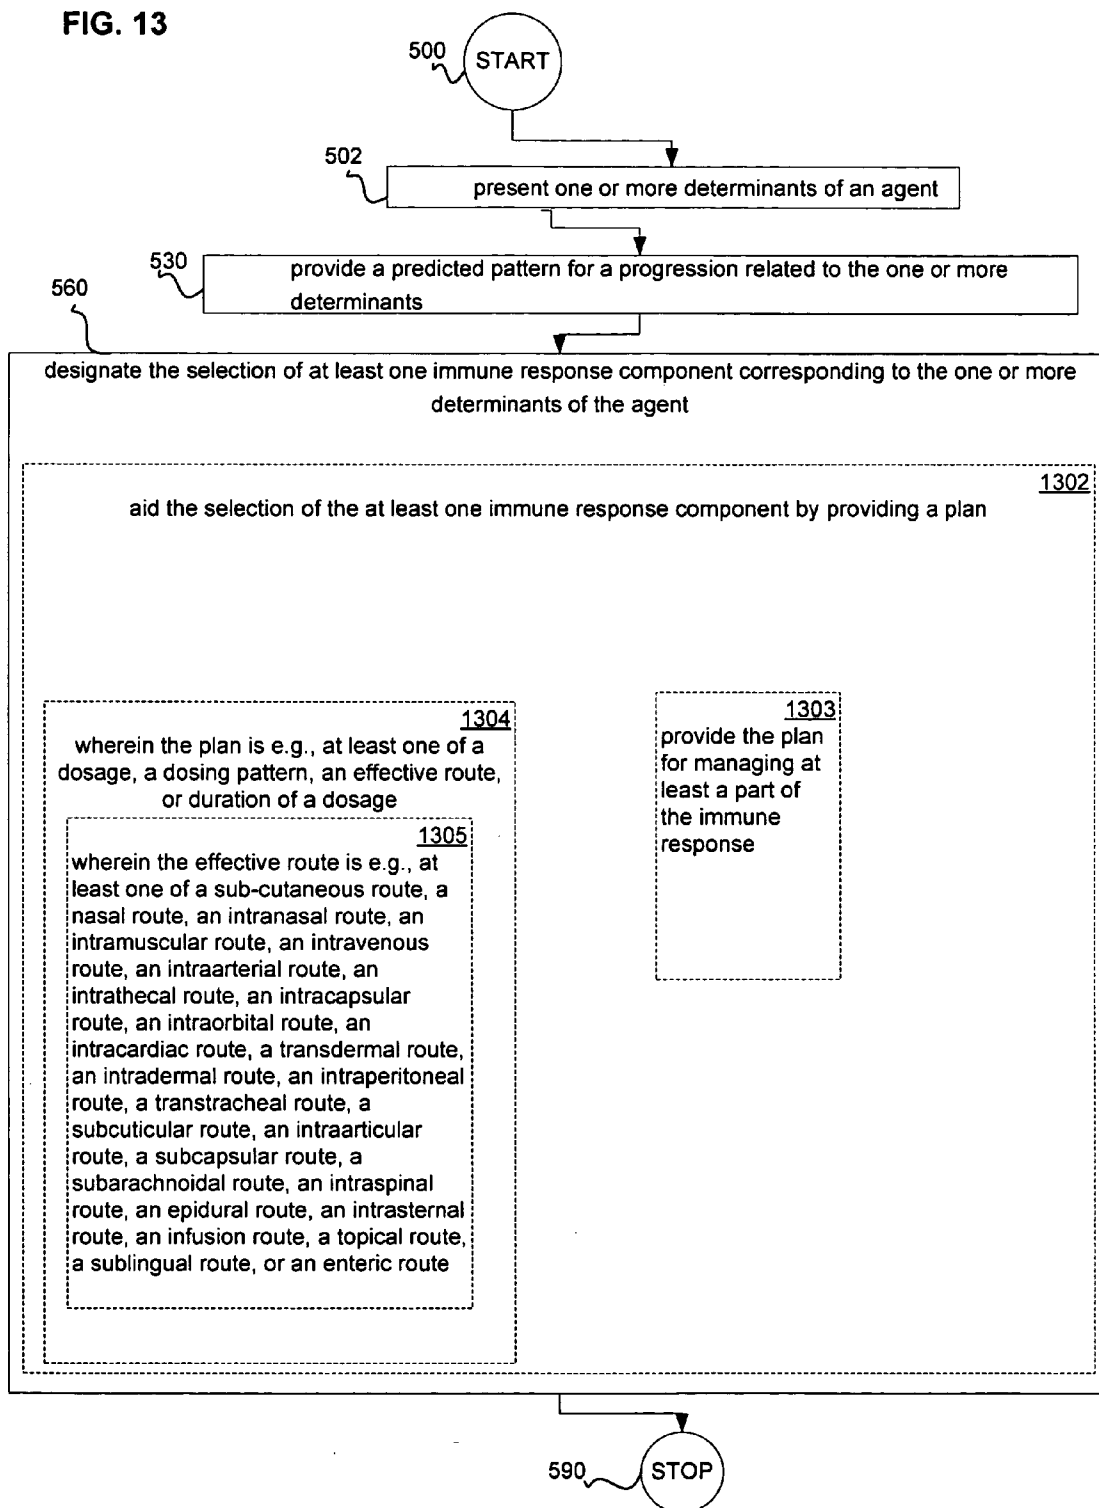 FIG. 13
500
START
502
present one or more determinants of an agent
530
provide a predicted pattern for a progression related to the one or more
determinants
560
designate the selection of at least one immune response component corresponding to the one or more
determinants of the agent
1302
aid the selection of the at least one immune response component by providing a plan
1304
wherein the plan is e.g., at least one of a
dosage, a dosing pattern, an effective route,
or duration of a dosage
1305
wherein the effective route is e.g., at
least one of a sub-cutaneous route, a
nasal route, an intranasal route, an
intramuscular route, an intravenous
route, an intraarterial route, an
intrathecal route, an intracapsular
route, an intraorbital route, an
intracardiac route, a transdermal route,
an intradermal route, an intraperitoneal
route, a transtracheal route, a
subcuticular route, an intraarticular
route, a subcapsular route, a
subarachnoidal route, an intraspinal
route, an epidural route, an intrasternal
route, an infusion route, a topical route,
a sublingual route, or an enteric route
1303
provide the plan
for managing at
least a part of
the immune
response
590
STOP